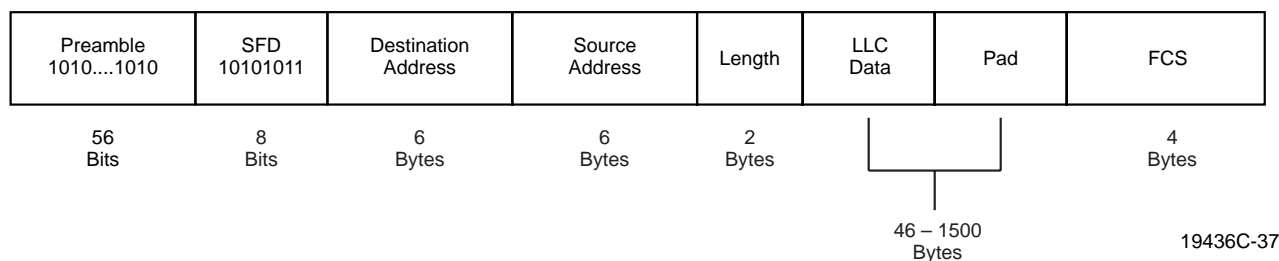 Preamble
1010....1010
SFD
10101011
Destination
Address
Source
Address
Length
LLC
Data
Pad
FCS
56
Bits
8
Bits
6
Bytes
6
Bytes
2
Bytes
4
Bytes
46 – 1500
Bytes
19436C-37